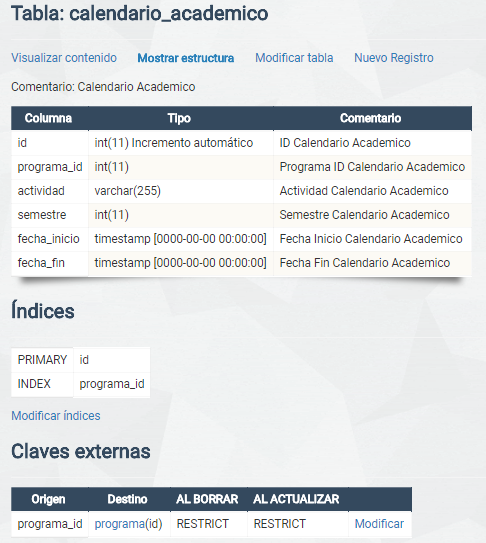 Tabla: calendario_academico
Visualizar contenido Mostrar estructura Modificar tabla Nuevo Registro
Comentario: Calendario Academico
Columna Tipo Comentario
id int(11) Incremento automático ID Calendario Academico
programa_id int(11) Programa ID Calendario Academico
actividad varchar(255) Actividad Calendario Academico
semestre int(11) Semestre Calendario Academico
fecha_inicio timestamp [0000-00-00 00:00:00] Fecha Inicio Calendario Academico
fecha_fin timestamp [0000-00-00 00:00:00] Fecha Fin Calendario Academico
Índices
PRIMARY id
INDEX programa_id
Modificar índices
Claves externas
Origen Destino AL BORRAR AL ACTUALIZAR
programa_id programa(id) RESTRICT RESTRICT Modificar